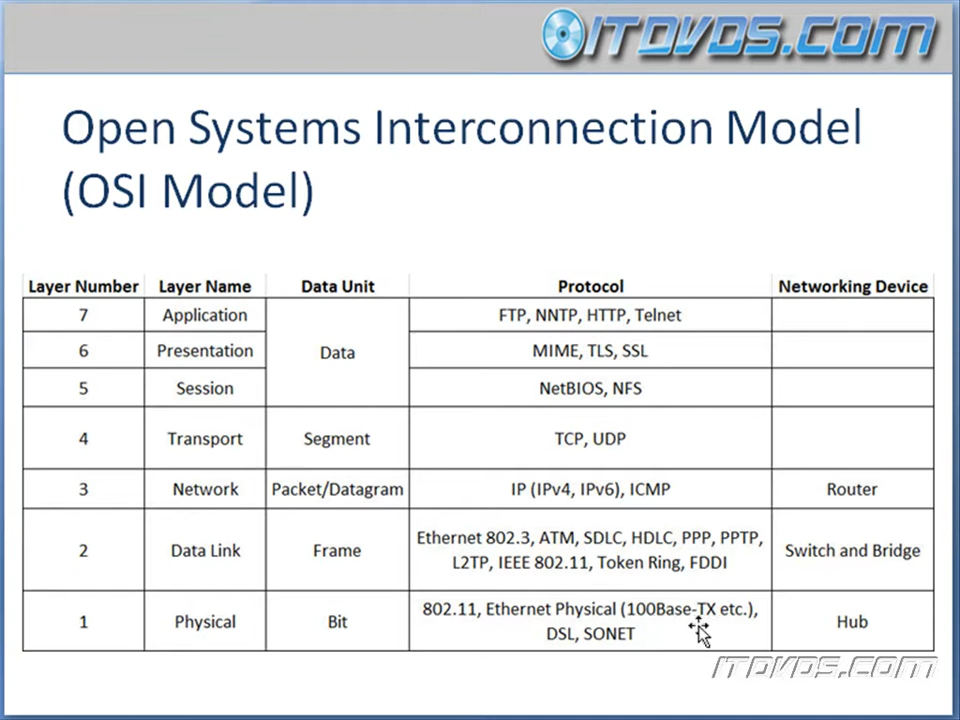 ITDVDS.COM
Open Systems Interconnection Model
(OSI Model)
Layer Number Layer Name Data Unit Protocol Networking Device
7 Application FTP, NNTP, HTTP, Telnet
6 Presentation Data MIME, TLS, SSL
5 Session NetBIOS, NFS
4 Transport Segment TCP, UDP
3 Network Packet/Datagram IP (IPv4, IPv6), ICMP Router
2 Data Link Frame Ethernet 802.3, ATM, SDLC, HDLC, PPP, PPTP, Switch and Bridge
L2TP, IEEE 802.11, Token Ring, FDDI
1 Physical Bit 802.11, Ethernet Physical (100Base-TX etc.), Hub
DSL, SONET
ITDVDS.COM